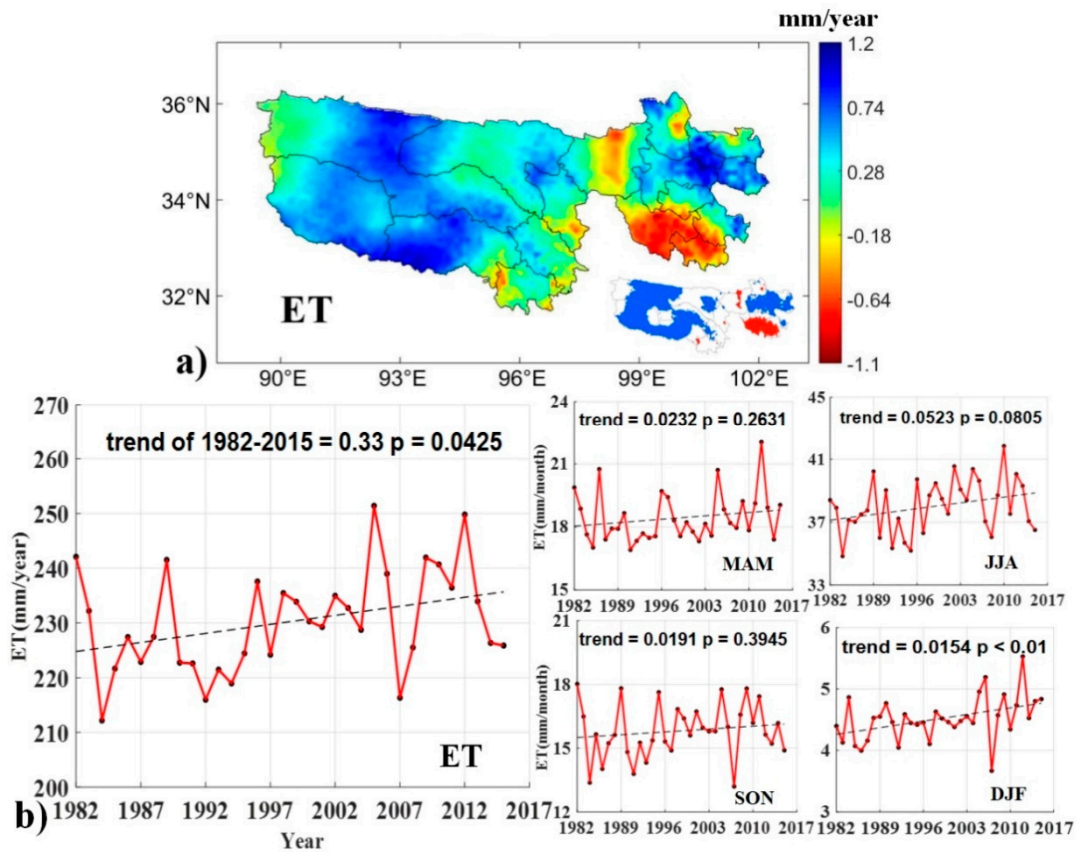 mm/year
1.2
0.74
0.28
-0.18
-0.64
-1.1
36°N
34°N
32°N
ET
a)
90°E 93°E 96°E 99°E 102°E
270
260
250
240
230
220
210
200
ET(mm/year)
trend of 1982-2015 = 0.33 p = 0.0425
ET
1982 1987 1992 1997 2002 2007 2012 2017
Year
b)
24
21
18
15
ET(mm/month)
trend = 0.0232 p = 0.2631
MAM
1982 1989 1996 2003 2010 2017
45
41
37
33
trend = 0.0523 p = 0.0805
JJA
1982 1989 1996 2003 2010 2017
21
18
15
12
ET(mm/month)
trend = 0.0191 p = 0.3945
SON
1982 1989 1996 2003 2010 2017
6
5
4
3
trend = 0.0154 p < 0.01
DJF
1982 1989 1996 2003 2010 2017